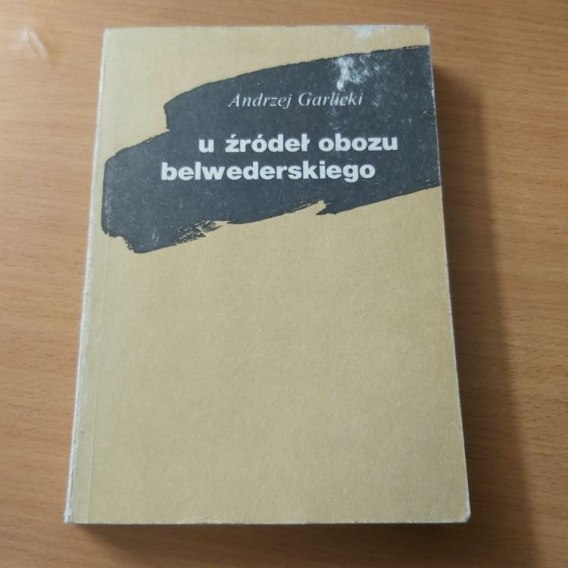 Andrzej Garlicki
u źródeł obozu
belwederskiego